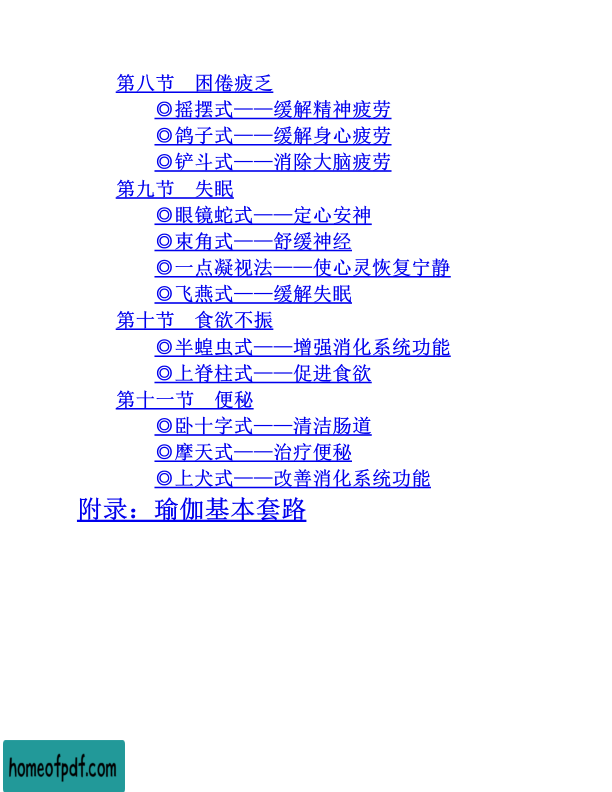 第八节　困倦疲乏
◎摇摆式——缓解精神疲劳
◎鸽子式——缓解身心疲劳
◎铲斗式——消除大脑疲劳
第九节　失眠
◎眼镜蛇式——定心安神
◎束角式——舒缓神经
◎一点凝视法——使心灵恢复宁静
◎飞燕式——缓解失眠
第十节　食欲不振
◎半蝗虫式——增强消化系统功能
◎上脊柱式——促进食欲
第十一节　便秘
◎卧十字式——清洁肠道
◎摩天式——治疗便秘
◎上犬式——改善消化系统功能
附录：瑜伽基本套路
homeofpdf.com